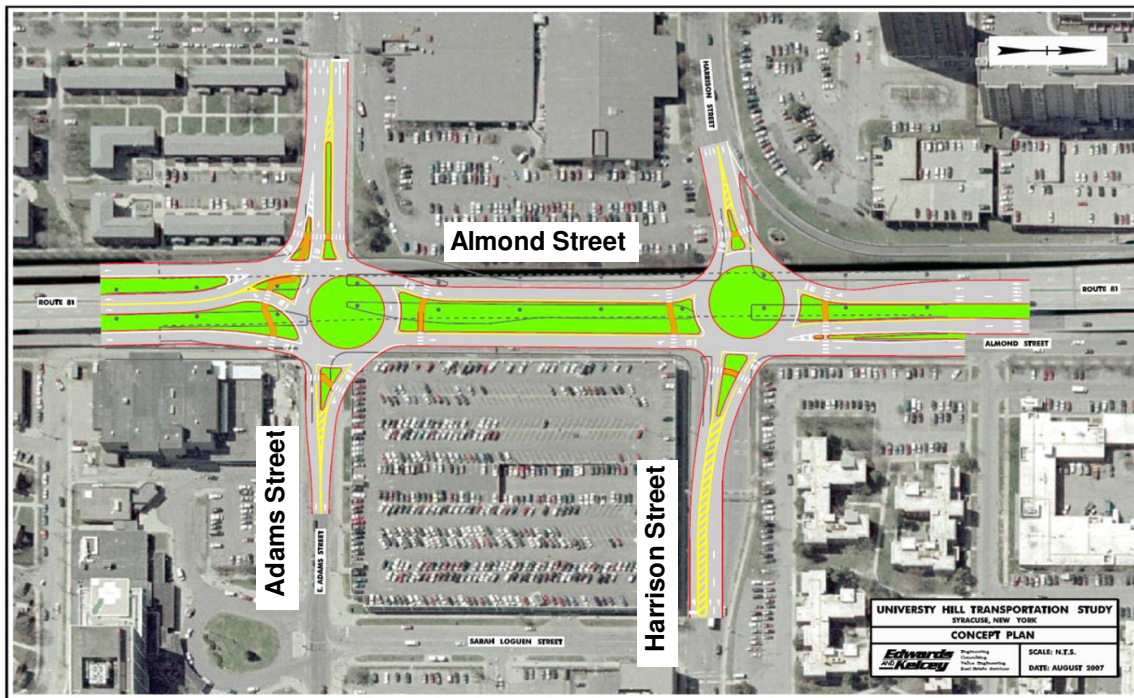 HARRISON STREET
Almond Street
ROUTE 81
ROUTE 81
ALMOND STREET
Adams Street
E. ADAMS STREET
Harrison Street
SARAH LOGUEN STREET
UNIVERSTY HILL TRANSPORTATION STUDY
SYRACUSE, NEW YORK
CONCEPT PLAN
Edwards
AND Kelcey
Engineering
Consulting
Value Engineering
Real Estate Services
SCALE: N.T.S.
DATE: AUGUST 2007